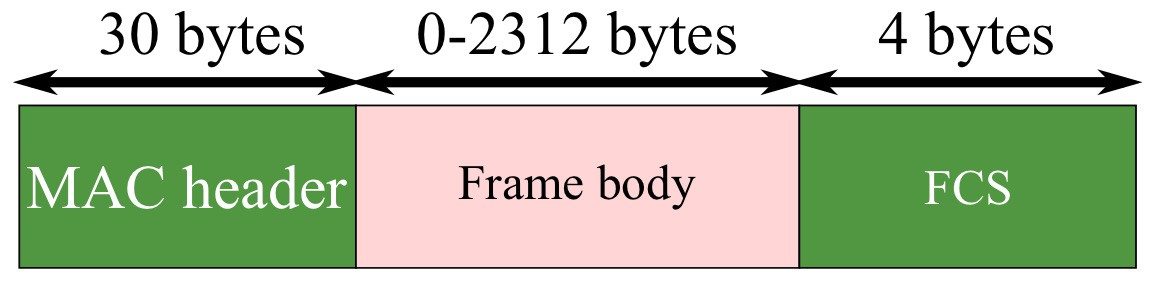 30 bytes 0-2312 bytes 4 bytes
MAC header Frame body FCS